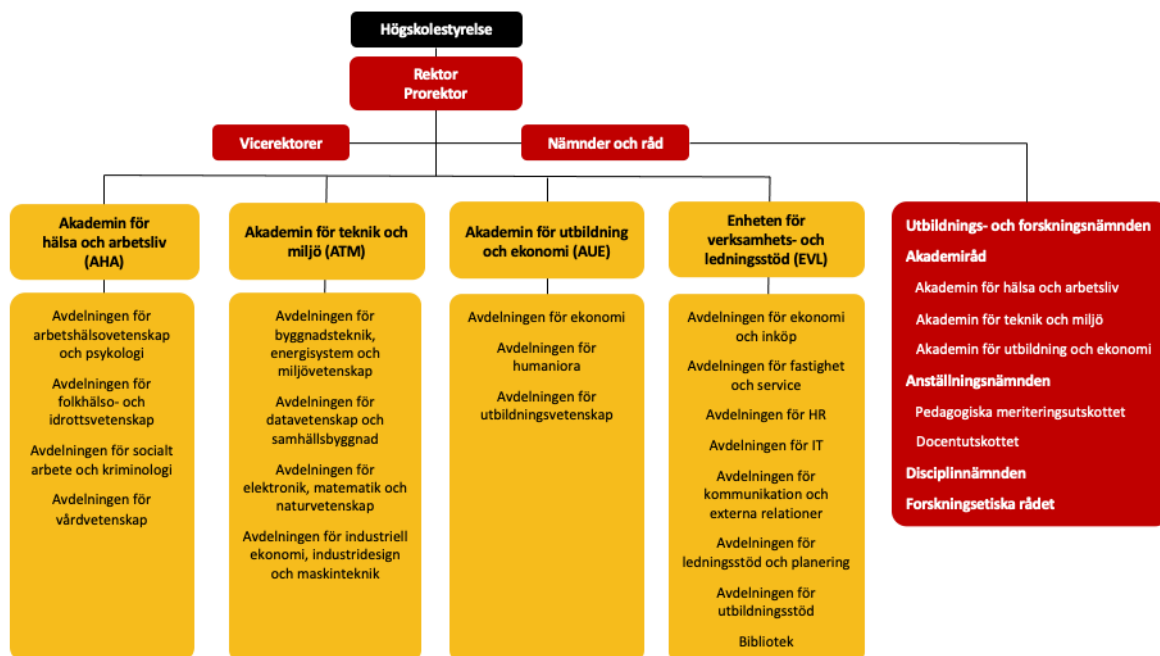 Högskolestyrelse
Rektor
Prorektor
Vicerektorer
Nämnder och råd
Akademin för
hälsa och arbetsliv
(AHA)
Avdelningen för
arbetshälsovetenskap
och psykologi
Avdelningen för
folkhälso- och
idrottsvetenskap
Avdelningen för socialt
arbete och kriminologi
Avdelningen för
vårdvetenskap
Akademin för teknik och
miljö (ATM)
Avdelningen för
byggnadsteknik,
energisystem och
miljövetenskap
Avdelningen för
datavetenskap och
samhällsbyggnad
Avdelningen för
elektronik, matematik och
naturvetenskap
Avdelningen för industriell
ekonomi, industridesign
och maskinteknik
Akademin för utbildning
och ekonomi (AUE)
Avdelningen för ekonomi
Avdelningen för
humaniora
Avdelningen för
utbildningsvetenskap
Enheten för
verksamhets- och
ledningsstöd (EVL)
Avdelningen för ekonomi
och inköp
Avdelningen för fastighet
och service
Avdelningen för HR
Avdelningen för IT
Avdelningen för
kommunikation och
externa relationer
Avdelningen för
ledningsstöd och planering
Avdelningen för
utbildningsstöd
Bibliotek
Utbildnings- och forskningsnämnden
Akademiråd
Akademin för hälsa och arbetsliv
Akademin för teknik och miljö
Akademin för utbildning och ekonomi
Anställningsnämnden
Pedagogiska meriteringsutskottet
Docentutskottet
Disciplinnämnden
Forskningsetiska rådet